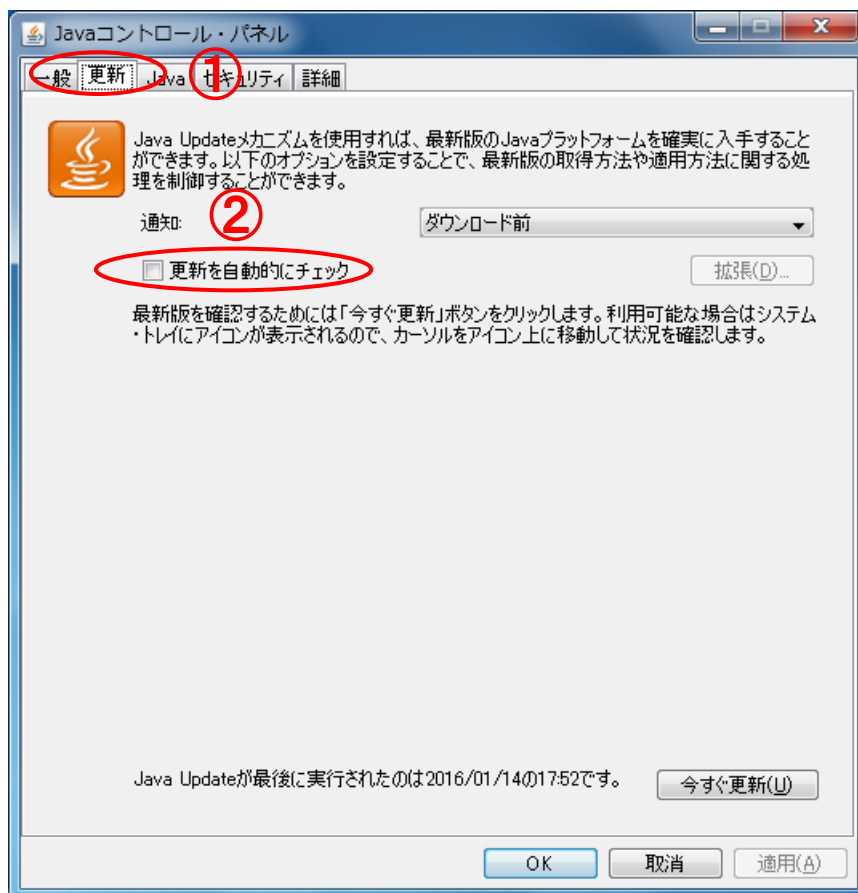 Javaコントロール・パネル
①
一般 更新 Java セキュリティ 詳細
Java Updateメカニズムを使用すれば、最新版のJavaプラットフォームを確実に入手すること
ができます。以下のオプションを設定することで、最新版の取得方法や適用方法に関する処
理を制御することができます。
②
通知: ダウンロード前
更新を自動的にチェック 拡張(D)...
最新版を確認するためには「今すぐ更新」ボタンをクリックします。利用可能な場合はシステム
・トレイにアイコンが表示されるので、カーソルをアイコン上に移動して状況を確認します。
Java Updateが最後に実行されたのは2016/01/14の17:52です。 今すぐ更新(U)
OK 取消 適用(A)